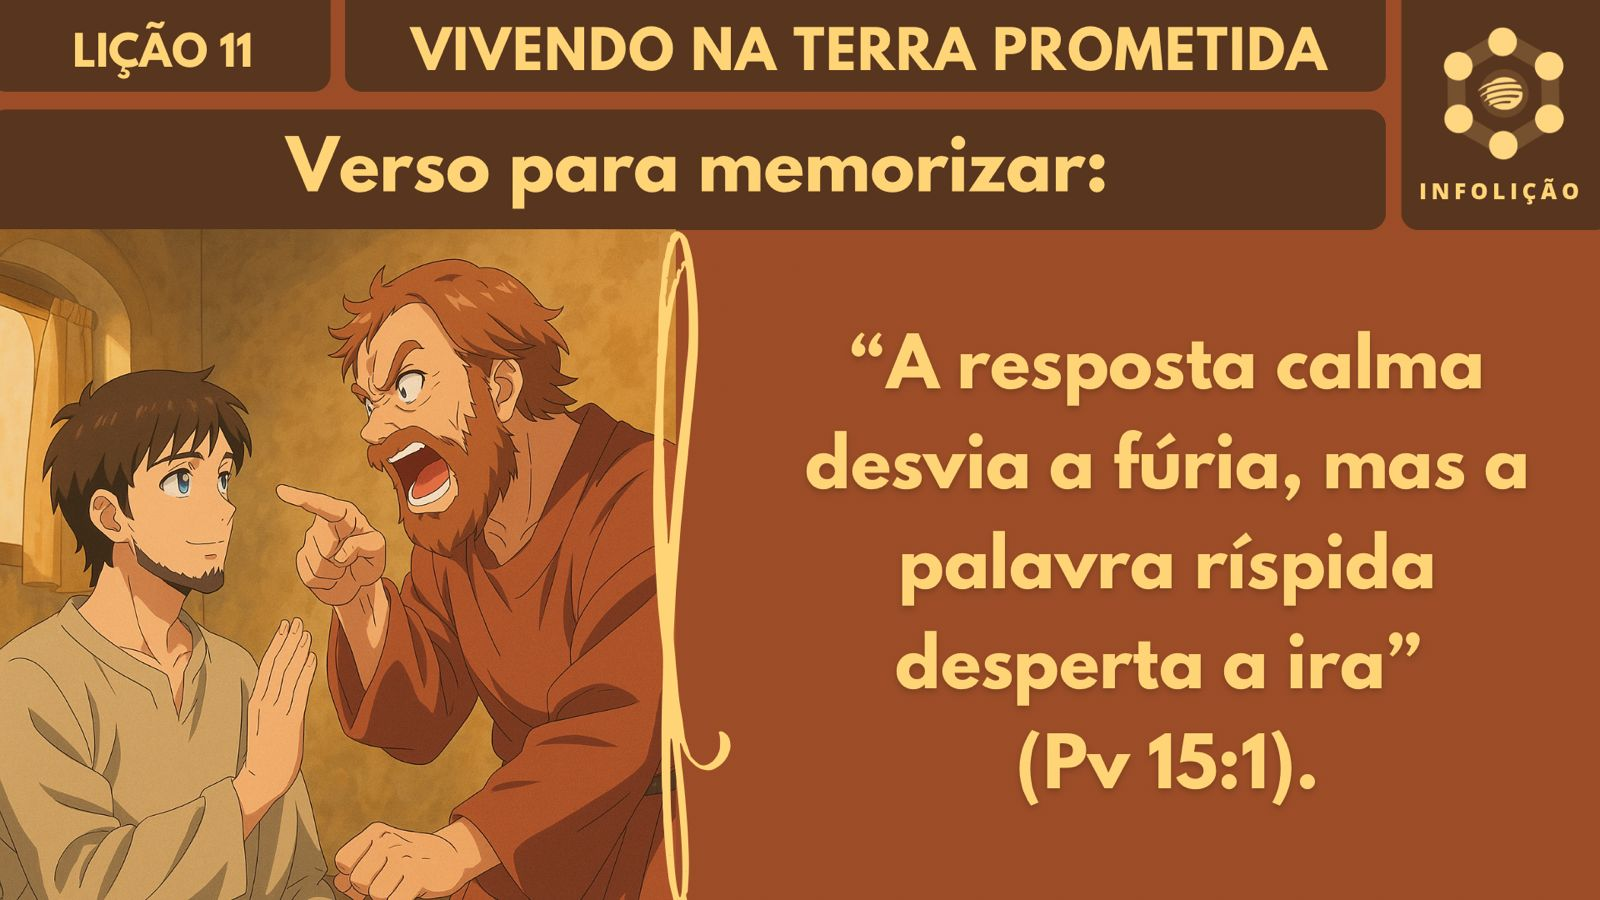 LIÇÃO 11
VIVENDO NA TERRA PROMETIDA
Verso para memorizar:
INFOLIÇÃO
“A resposta calma
desvia a fúria, mas a
palavra ríspida
desperta a ira”
(Pv 15:1).